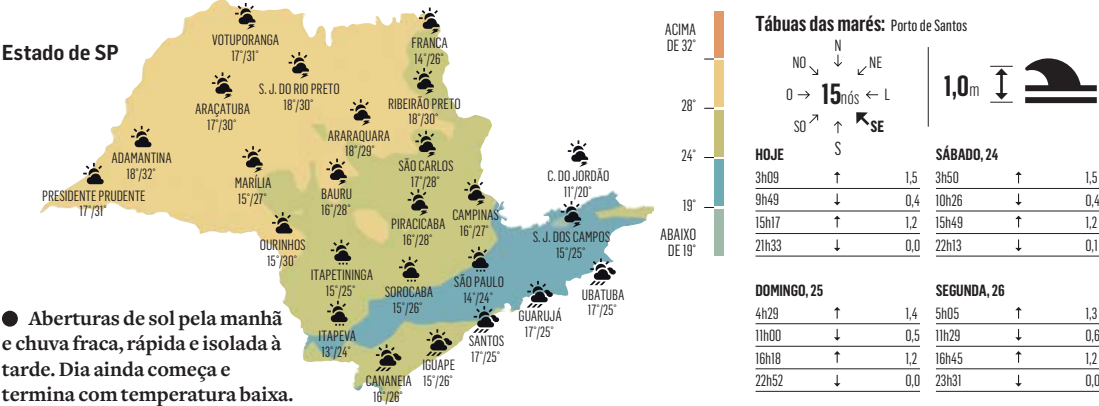 Estado de SP
VOTUPORANGA
17°/31°
FRANCA
14°/26°
S. J. DO RIO PRETO
18°/30°
ARAÇATUBA
17°/30°
RIBEIRÃO PRETO
18°/30°
ARARAQUARA
18°/29°
ADAMANTINA
18°/32°
SÃO CARLOS
17°/28°
C. DO JORDÃO
11°/20°
PRESIDENTE PRUDENTE
17°/31°
MARÍLIA
15°/27°
BAURU
16°/28°
PIRACICABA
16°/28°
CAMPINAS
16°/27°
S. J. DOS CAMPOS
15°/25°
OURINHOS
15°/30°
ITAPETININGA
15°/25°
SOROCABA
15°/26°
SÃO PAULO
14°/24°
UBATUBA
17°/25°
GUARUJÁ
17°/25°
ITAPEVA
13°/24°
SANTOS
17°/25°
IGUAPE
15°/26°
CANANEIA
16°/26°
● Aberturas de sol pela manhã
e chuva fraca, rápida e isolada à
tarde. Dia ainda começa e
termina com temperatura baixa.
ACIMA
DE 32°
28°
24°
19°
ABAIXO
DE 19°
Tábuas das marés: Porto de Santos
N
NO ↘ ↓ ↙ NE
O → 15nós ← L
SO ↗ ↑ ↖ SE
S
1,0m
HOJE
3h09 ↑ 1,5
9h49 ↓ 0,4
15h17 ↑ 1,2
21h33 ↓ 0,0
SÁBADO, 24
3h50 ↑ 1,5
10h26 ↓ 0,4
15h49 ↑ 1,2
22h13 ↓ 0,1
DOMINGO, 25
4h29 ↑ 1,4
11h00 ↓ 0,5
16h18 ↑ 1,2
22h52 ↓ 0,0
SEGUNDA, 26
5h05 ↑ 1,3
11h29 ↓ 0,6
16h45 ↑ 1,2
23h31 ↓ 0,0